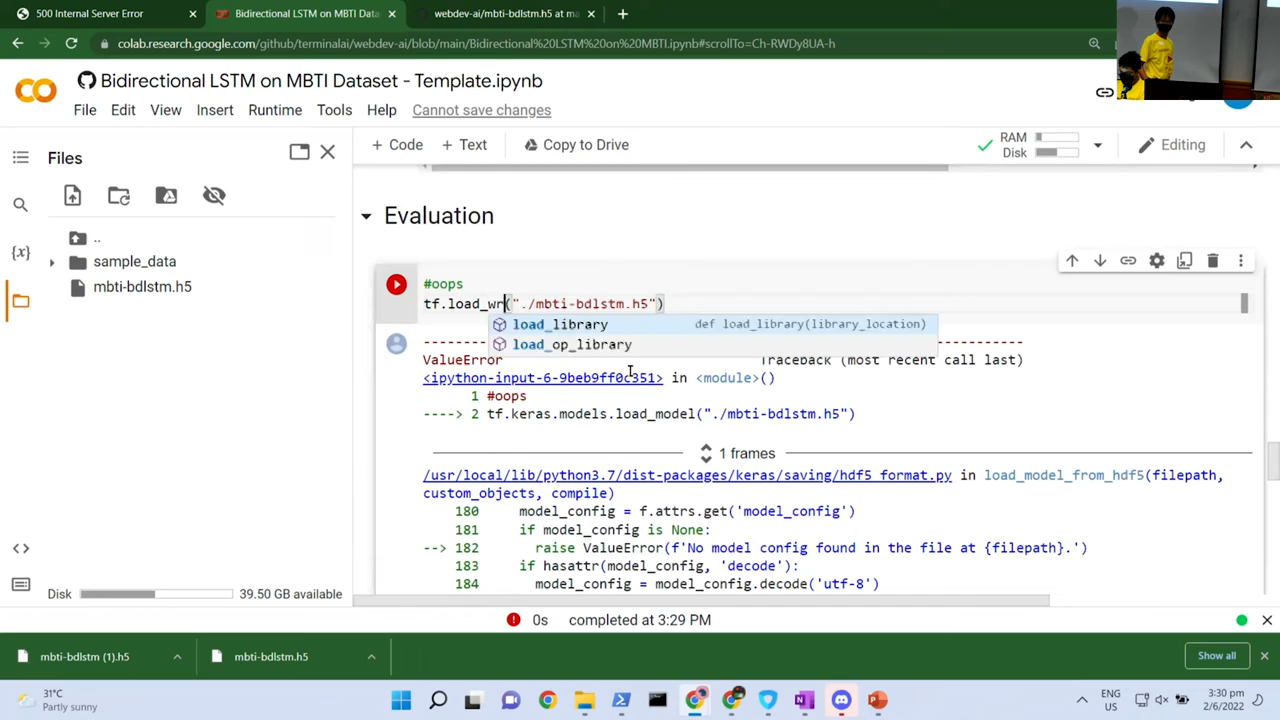 500 Internal Server Error
Bidirectional LSTM on MBTI Data
webdev-ai/mbti-bdlstm.h5 at ma
colab.research.google.com/github/terminalai/webdev-ai/blob/main/Bidirectional%20LSTM%20on%20MBTI.ipynb#scrollTo=Ch-RWDy8UA-h
Bidirectional LSTM on MBTI Dataset - Template.ipynb
File Edit View Insert Runtime Tools Help Cannot save changes
Files
+ Code + Text Copy to Drive
RAM
Disk
Editing
..
sample_data
mbti-bdlstm.h5
{x}
Evaluation
#oops
tf.load_wr("./mbti-bdlstm.h5")
load_library def load_library(library_location)
load_op_library
ValueError Traceback (most recent call last)
<ipython-input-6-9beb9ff0c351> in <module>()
1 #oops
----> 2 tf.keras.models.load_model("./mbti-bdlstm.h5")
1 frames
/usr/local/lib/python3.7/dist-packages/keras/saving/hdf5_format.py in load_model_from_hdf5(filepath,
custom_objects, compile)
180 model_config = f.attrs.get('model_config')
181 if model_config is None:
--> 182 raise ValueError(f'No model config found in the file at {filepath}.')
183 if hasattr(model_config, 'decode'):
184 model_config = model_config.decode('utf-8')
Disk 39.50 GB available
0s completed at 3:29 PM
mbti-bdlstm (1).h5
mbti-bdlstm.h5
Show all
31°C
Partly sunny
ENG
US
3:30 pm
2/6/2022